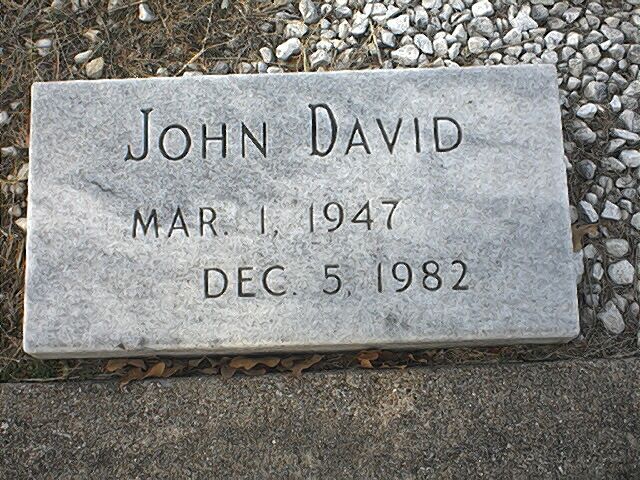 JOHN DAVID
MAR. 1, 1947
DEC. 5, 1982